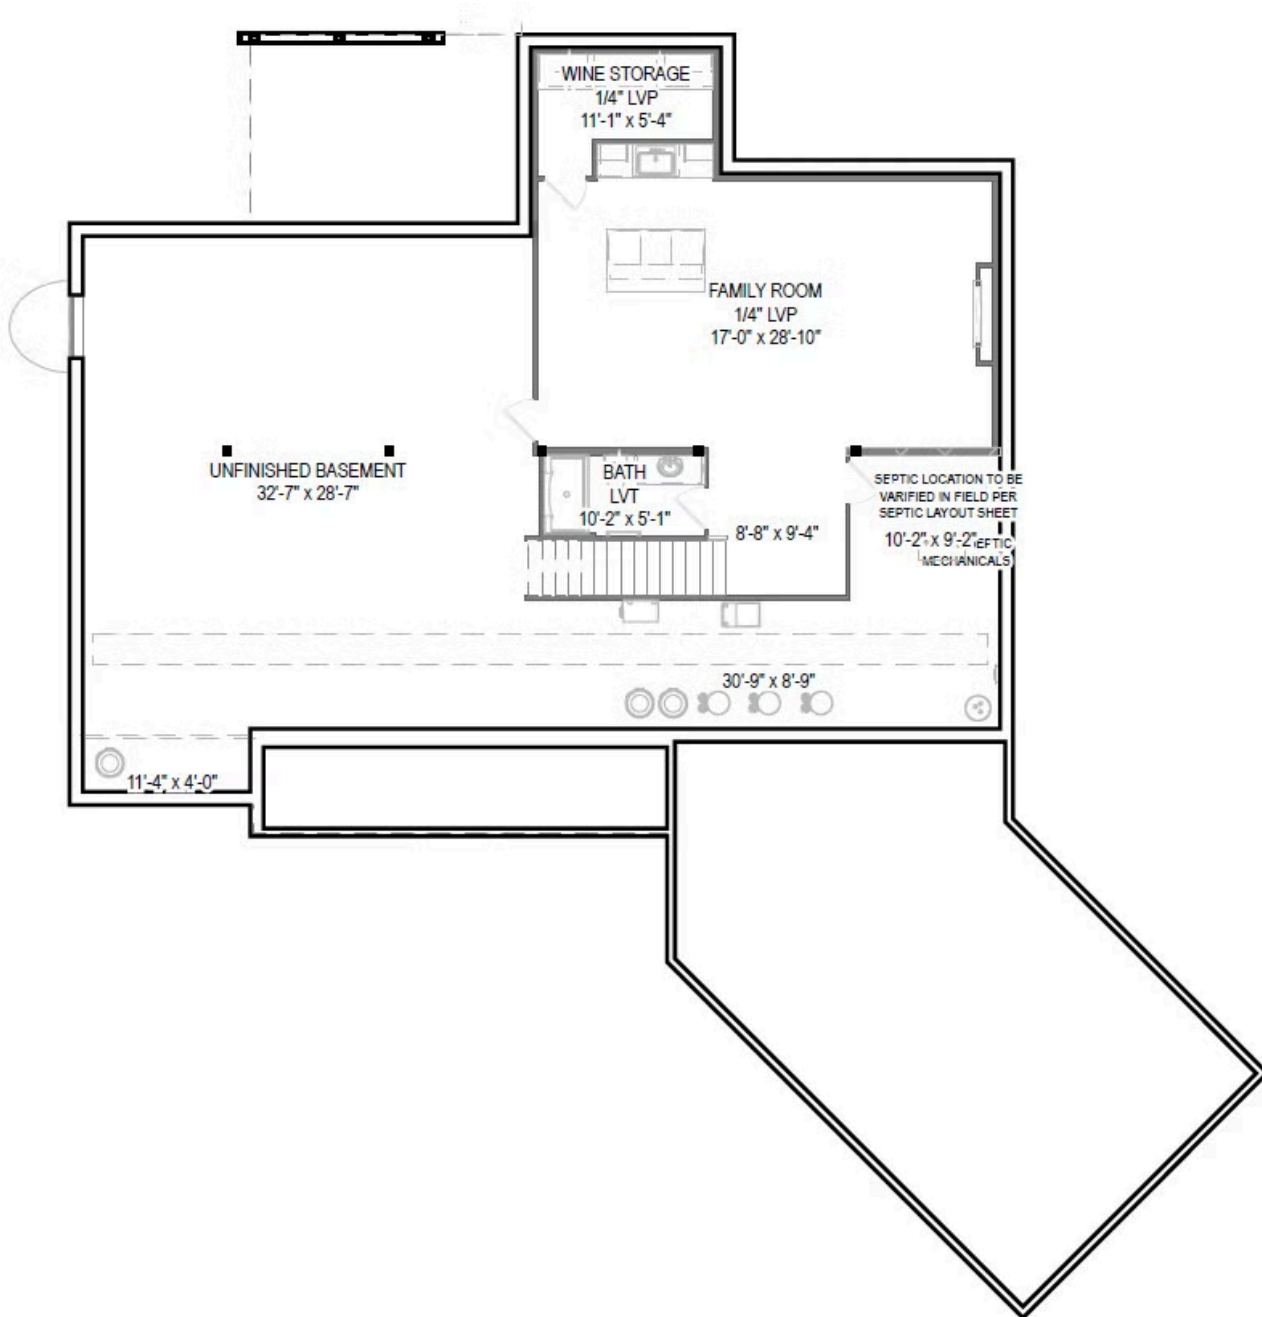 WINE STORAGE
1/4" LVP
11'-1" x 5'-4"
FAMILY ROOM
1/4" LVP
17'-0" x 28'-10"
UNFINISHED BASEMENT
32'-7" x 28'-7"
BATH
LVT
10'-2" x 5'-1"
8'-8" x 9'-4"
SEPTIC LOCATION TO BE
VARIFIED IN FIELD PER
SEPTIC LAYOUT SHEET
10'-2" x 9'-2"
MECHANICALS
30'-9" x 8'-9"
11'-4" x 4'-0"